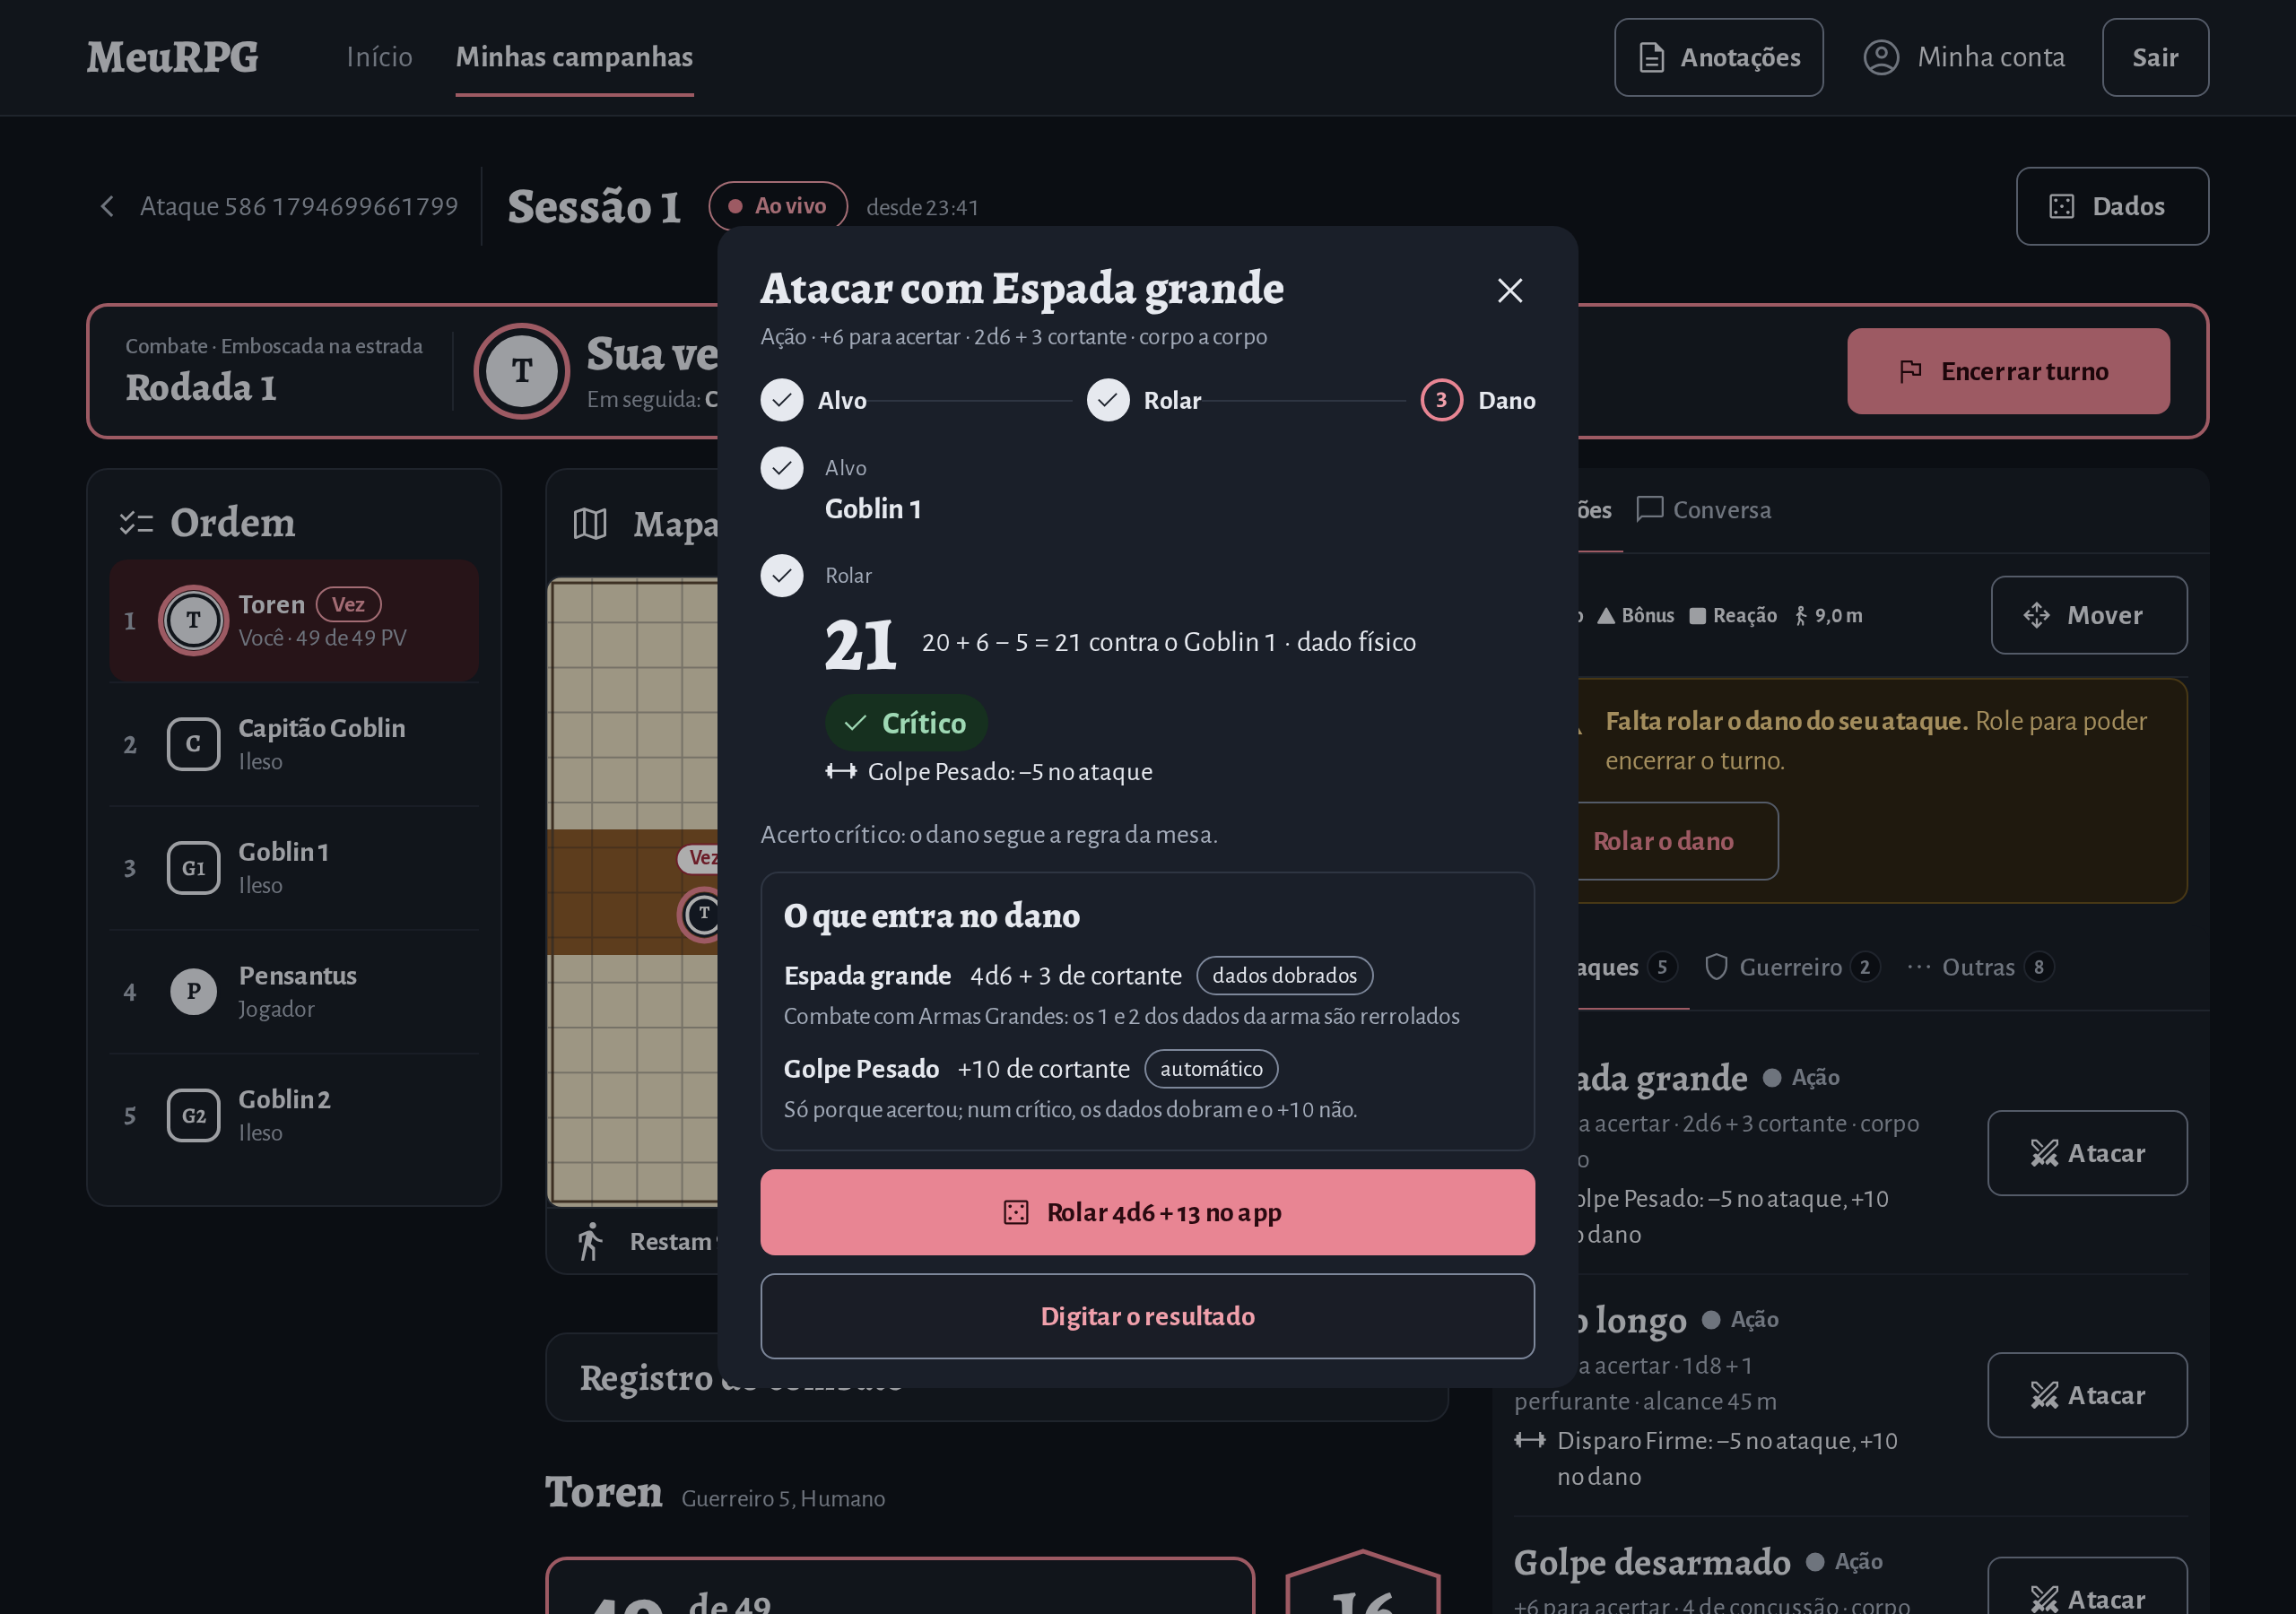 MeuRPG
Início
Minhas campanhas
Anotações
Minha conta
Sair
Ataque 586 1794699661799
Sessão 1
Ao vivo
desde 23:41
Dados
Combate · Emboscada na estrada
Rodada 1
T
Sua ve
Em seguida: C
Encerrar turno
Ordem
1
T
Toren
Vez
Você · 49 de 49 PV
2
C
Capitão Goblin
Ileso
3
G1
Goblin 1
Ileso
4
P
Pensantus
Jogador
5
G2
Goblin 2
Ileso
Mapa
Vez
T
Restam
Atacar com Espada grande
Ação · +6 para acertar · 2d6 + 3 cortante · corpo a corpo
Alvo
Rolar
3
Dano
Alvo
Goblin 1
Rolar
21
20 + 6 – 5 = 21 contra o Goblin 1 · dado físico
Crítico
Golpe Pesado: –5 no ataque
Acerto crítico: o dano segue a regra da mesa.
O que entra no dano
Espada grande 4d6 + 3 de cortante dados dobrados
Combate com Armas Grandes: os 1 e 2 dos dados da arma são rerrolados
Golpe Pesado +10 de cortante automático
Só porque acertou; num crítico, os dados dobram e o +10 não.
Rolar 4d6 + 13 no app
Digitar o resultado
ões
Conversa
Bônus
Reação
9,0 m
Mover
Falta rolar o dano do seu ataque. Role para poder
encerrar o turno.
Rolar o dano
aques 5
Guerreiro 2
Outras 8
ada grande
Ação
a acertar · 2d6 + 3 cortante · corpo
o
olpe Pesado: –5 no ataque, +10
dano
Atacar
o longo
Ação
a acertar · 1d8 + 1
perfurante · alcance 45 m
Disparo Firme: –5 no ataque, +10
no dano
Atacar
Golpe desarmado
Ação
+6 para acertar · 4 de concussão · corpo
Atacar
Registro
Toren
Guerreiro 5, Humano
49
de 49
16